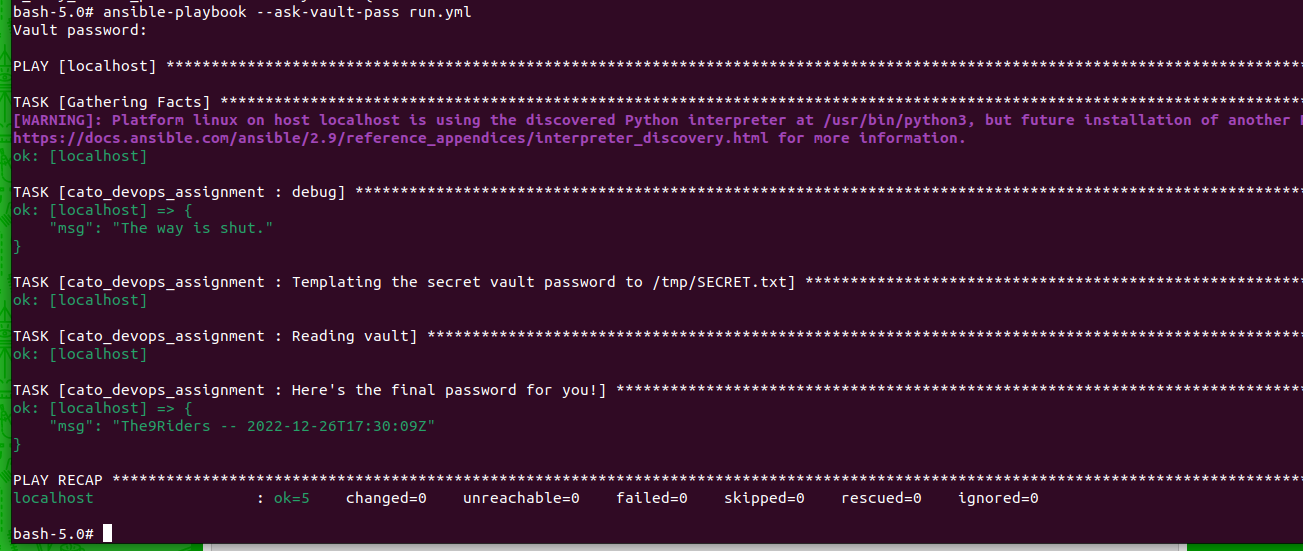 bash-5.0# ansible-playbook --ask-vault-pass run.yml
Vault password:
PLAY [localhost] ******************************************************************************************************************************
TASK [Gathering Facts] ************************************************************************************************************************
[WARNING]: Platform linux on host localhost is using the discovered Python interpreter at /usr/bin/python3, but future installation of another
https://docs.ansible.com/ansible/2.9/reference_appendices/interpreter_discovery.html for more information.
ok: [localhost]
TASK [cato_devops_assignment : debug] *********************************************************************************************************
ok: [localhost] => {
    "msg": "The way is shut."
}
TASK [cato_devops_assignment : Templating the secret vault password to /tmp/SECRET.txt] *******************************************************
ok: [localhost]
TASK [cato_devops_assignment : Reading vault] *************************************************************************************************
ok: [localhost]
TASK [cato_devops_assignment : Here's the final password for you!] ****************************************************************************
ok: [localhost] => {
    "msg": "The9Riders -- 2022-12-26T17:30:09Z"
}
PLAY RECAP ************************************************************************************************************************************
localhost                  : ok=5    changed=0    unreachable=0    failed=0    skipped=0    rescued=0    ignored=0
bash-5.0#